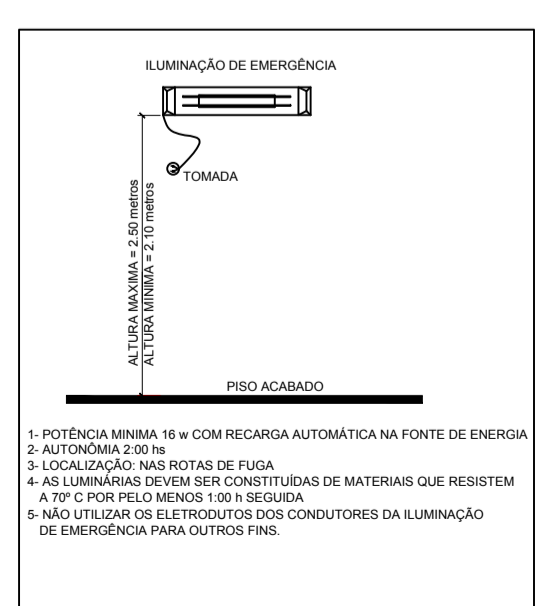 ILUMINAÇÃO DE EMERGÊNCIA
TOMADA
ALTURA MAXIMA = 2.50 metros
ALTURA MINIMA = 2.10 metros
PISO ACABADO
1- POTÊNCIA MINIMA 16 w COM RECARGA AUTOMÁTICA NA FONTE DE ENERGIA
2- AUTONÔMIA 2:00 hs
3- LOCALIZAÇÃO: NAS ROTAS DE FUGA
4- AS LUMINÁRIAS DEVEM SER CONSTITUÍDAS DE MATERIAIS QUE RESISTEM
A 70º C POR PELO MENOS 1:00 h SEGUIDA
5- NÃO UTILIZAR OS ELETRODUTOS DOS CONDUTORES DA ILUMINAÇÃO
DE EMERGÊNCIA PARA OUTROS FINS.